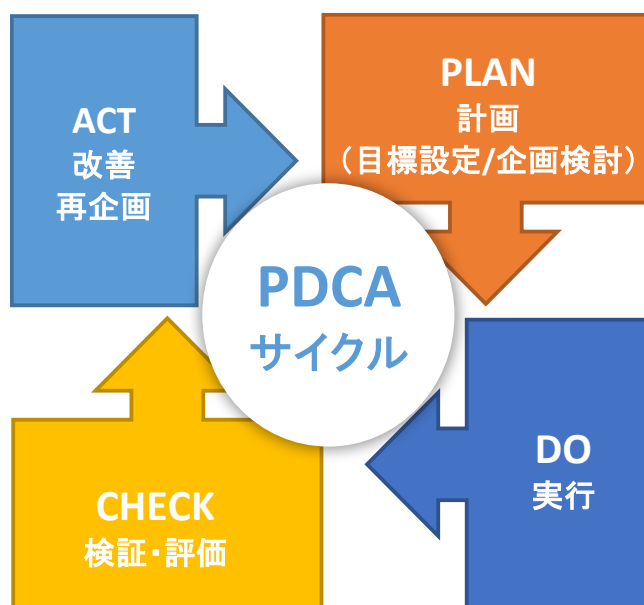 ACT
改善
再企画
PLAN
計画
（目標設定/企画検討）
PDCA
サイクル
DO
実行
CHECK
検証・評価